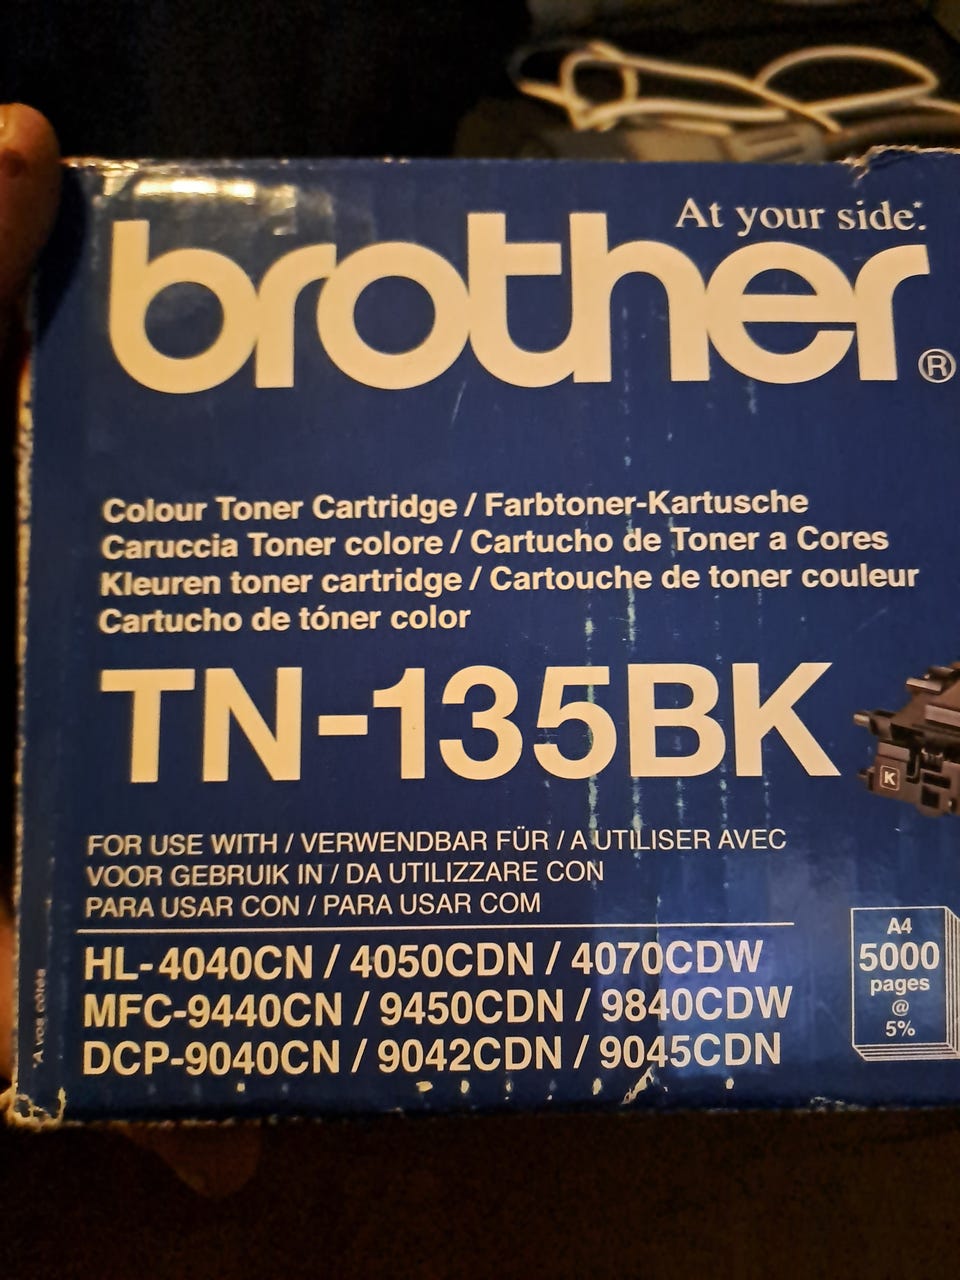 At your side.*
brother®
Colour Toner Cartridge / Farbtoner-Kartusche
Caruccia Toner colore / Cartucho de Toner a Cores
Kleuren toner cartridge / Cartouche de toner couleur
Cartucho de tóner color
TN-135BK
K
FOR USE WITH / VERWENDBAR FÜR / A UTILISER AVEC
VOOR GEBRUIK IN / DA UTILIZZARE CON
PARA USAR CON / PARA USAR COM
HL-4040CN / 4050CDN / 4070CDW
MFC-9440CN / 9450CDN / 9840CDW
DCP-9040CN / 9042CDN / 9045CDN
A4
5000
pages
@
5%
*A vos côtés